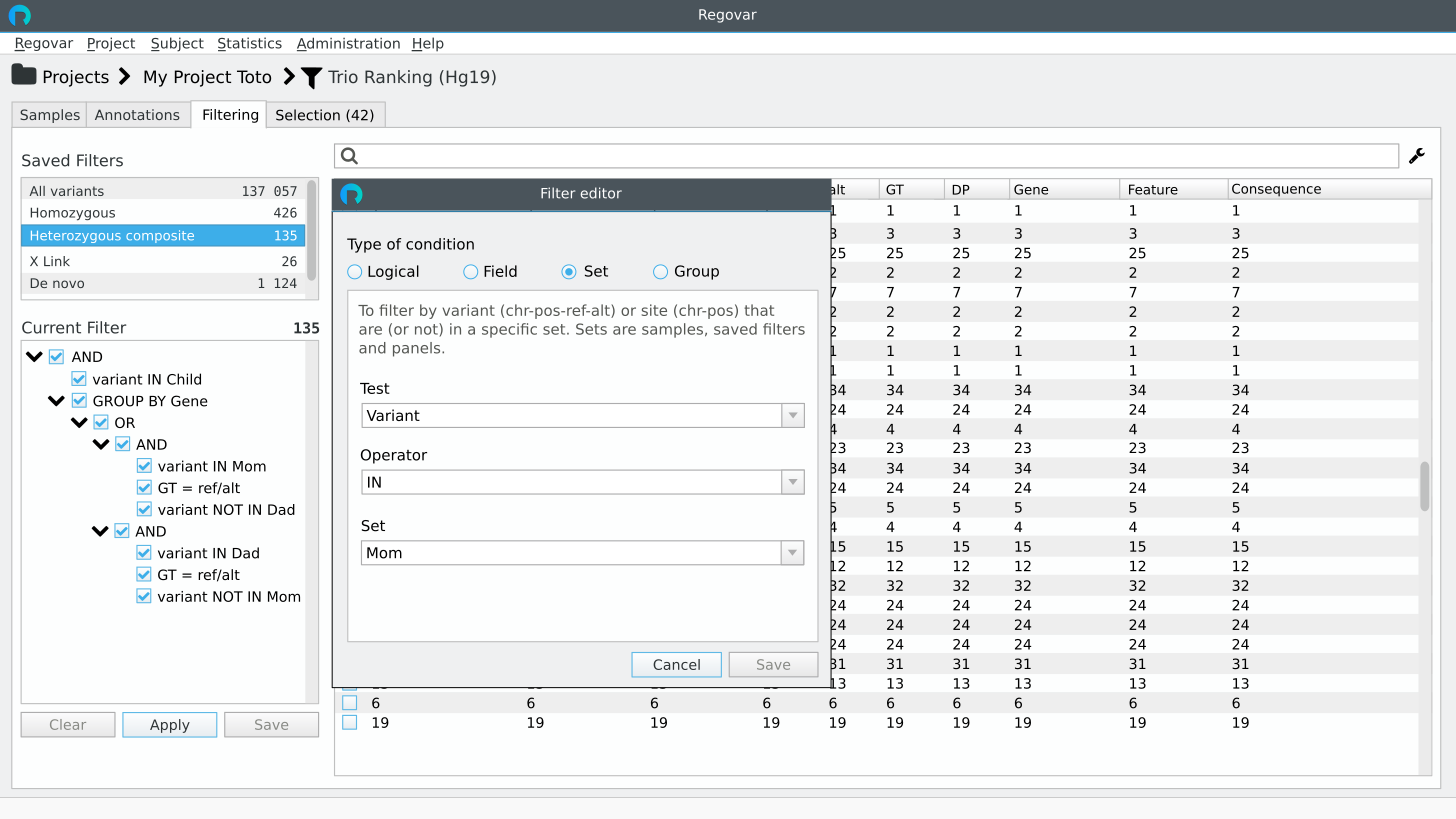 Regovar
Regovar Project Subject Statistics Administration Help
Projects My Project Toto Trio Ranking (Hg19)
Samples Annotations Filtering Selection (42)
Saved Filters
All variants 137 057
Homozygous 426
Heterozygous composite 135
X Link 26
De novo 1 124
Current Filter 135
AND
variant IN Child
GROUP BY Gene
OR
AND
variant IN Mom
GT = ref/alt
variant NOT IN Dad
AND
variant IN Dad
GT = ref/alt
variant NOT IN Mom
Clear Apply Save
Filter editor
Type of condition
Logical Field Set Group
To filter by variant (chr-pos-ref-alt) or site (chr-pos) that
are (or not) in a specific set. Sets are samples, saved filters
and panels.
Test
Variant
Operator
IN
Set
Mom
Cancel Save
alt GT DP Gene Feature Consequence
1 1 1 1 1 1
3 3 3 3 3 3
25 25 25 25 25 25
2 2 2 2 2 2
7 7 7 7 7 7
2 2 2 2 2 2
2 2 2 2 2 2
1 1 1 1 1 1
1 1 1 1 1 1
34 34 34 34 34 34
24 24 24 24 24 24
4 4 4 4 4 4
23 23 23 23 23 23
34 34 34 34 34 34
24 24 24 24 24 24
5 5 5 5 5 5
4 4 4 4 4 4
15 15 15 15 15 15
12 12 12 12 12 12
32 32 32 32 32 32
24 24 24 24 24 24
24 24 24 24 24 24
24 24 24 24 24 24
31 31 31 31 31 31
13 13 13 13 13 13
6 6 6 6 6 6 6 6 6 6
19 19 19 19 19 19 19 19 19 19